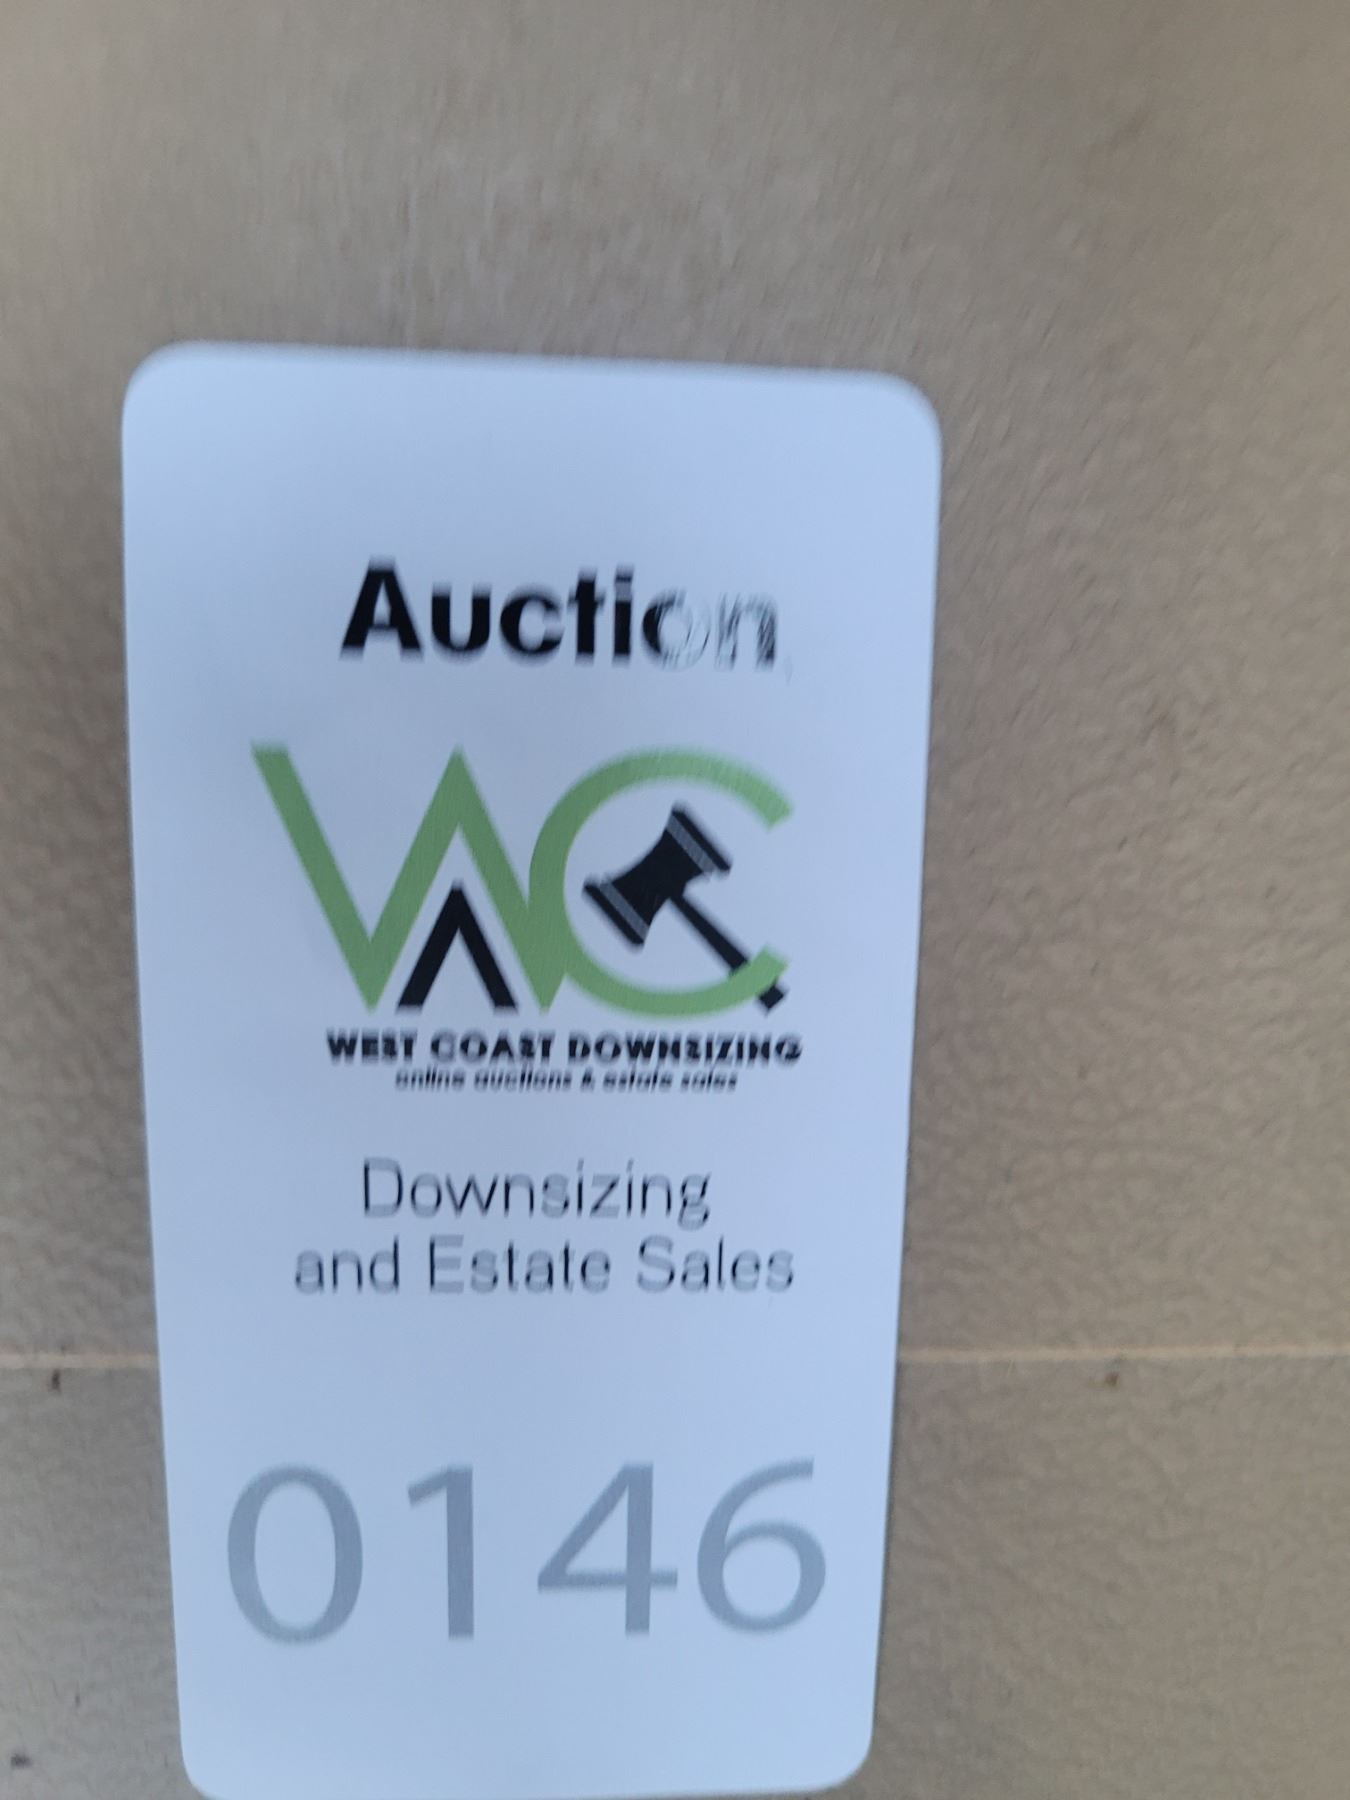 Auction
WC
WEST COAST DOWNSIZING
online auctions & estate sales
Downsizing
and Estate Sales
0146